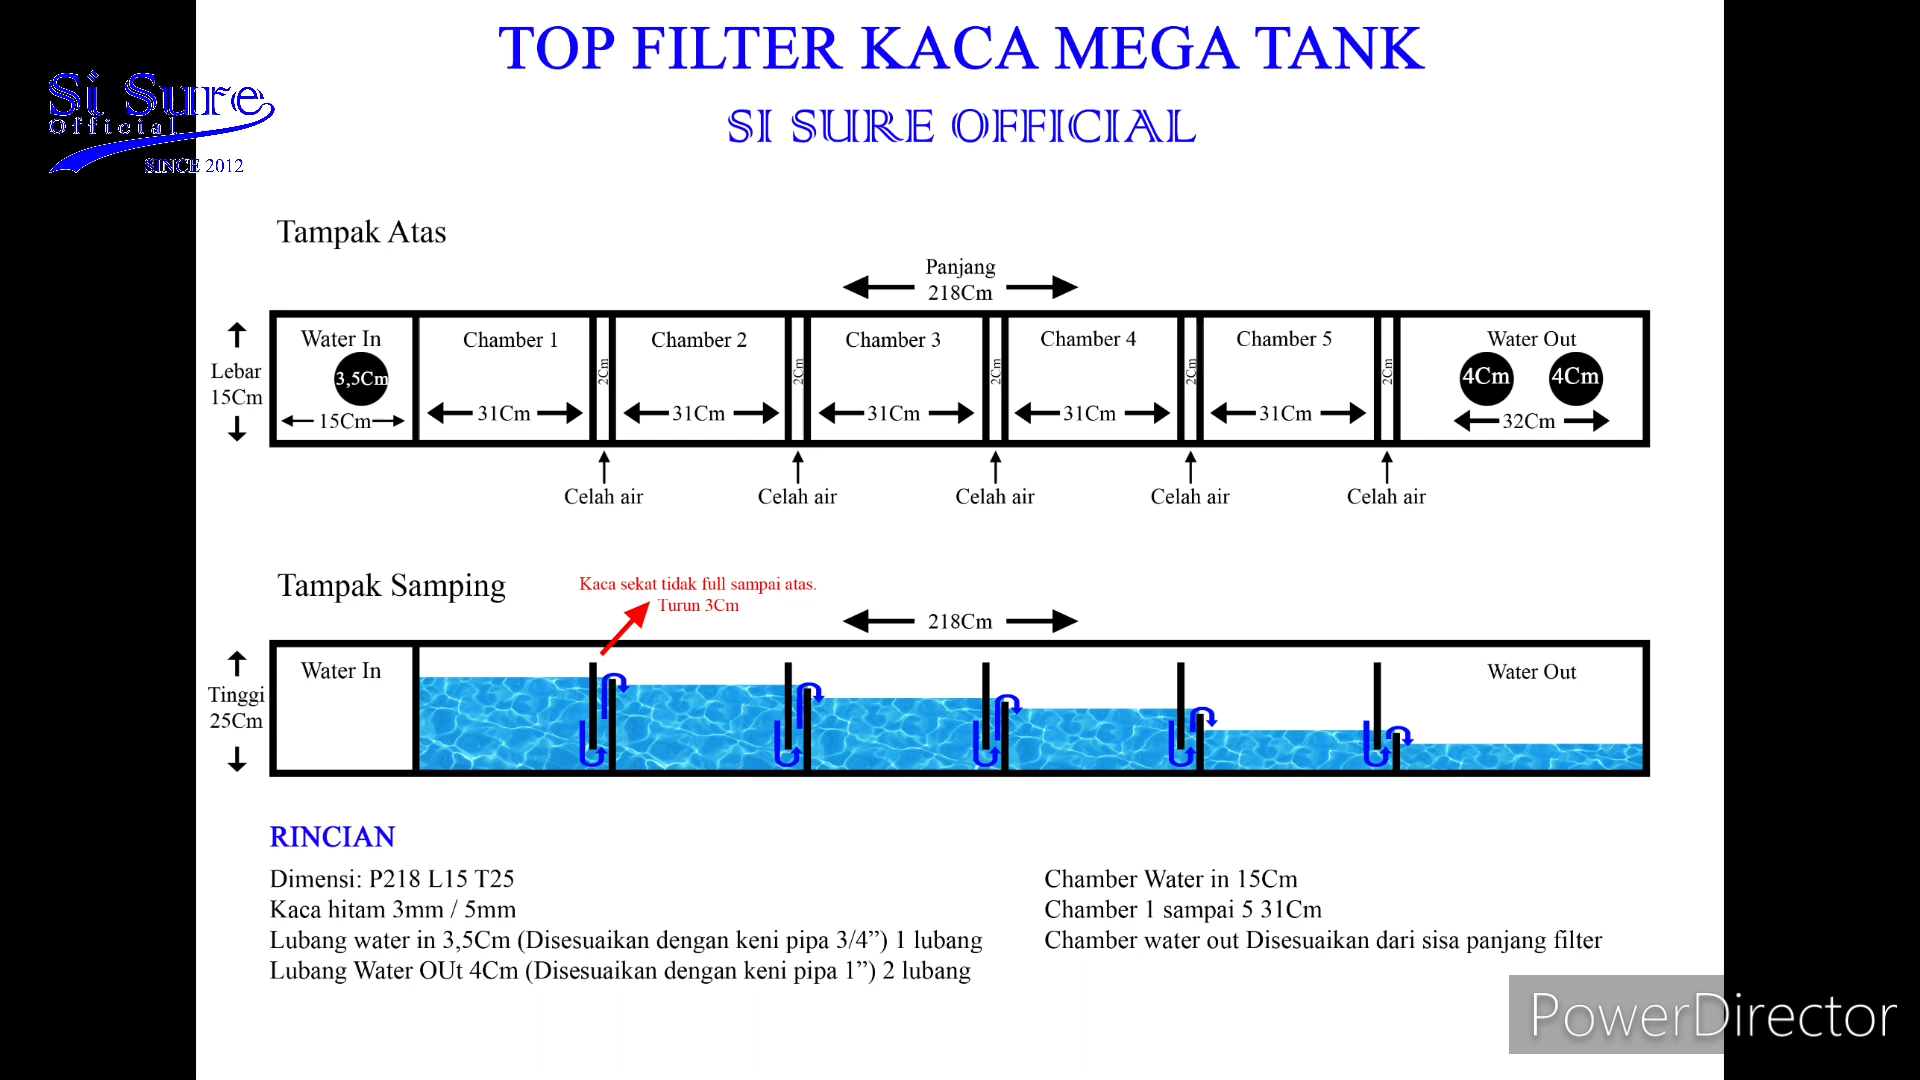 TOP FILTER KACA MEGA TANK
SI SURE OFFICIAL
Si Sure
Official
SINCE 2012
Tampak Atas
Panjang
218Cm
Lebar
15Cm
Water In
3,5Cm
15Cm
Chamber 1
31Cm
2Cm
Chamber 2
31Cm
2Cm
Chamber 3
31Cm
2Cm
Chamber 4
31Cm
2Cm
Chamber 5
31Cm
2Cm
Water Out
4Cm
4Cm
32Cm
Celah air
Celah air
Celah air
Celah air
Celah air
Tampak Samping
Kaca sekat tidak full sampai atas.
Turun 3Cm
218Cm
Tinggi
25Cm
Water In
Water Out
RINCIAN
Dimensi: P218 L15 T25
Kaca hitam 3mm / 5mm
Lubang water in 3,5Cm (Disesuaikan dengan keni pipa 3/4”) 1 lubang
Lubang Water OUt 4Cm (Disesuaikan dengan keni pipa 1”) 2 lubang
Chamber Water in 15Cm
Chamber 1 sampai 5 31Cm
Chamber water out Disesuaikan dari sisa panjang filter
PowerDirector